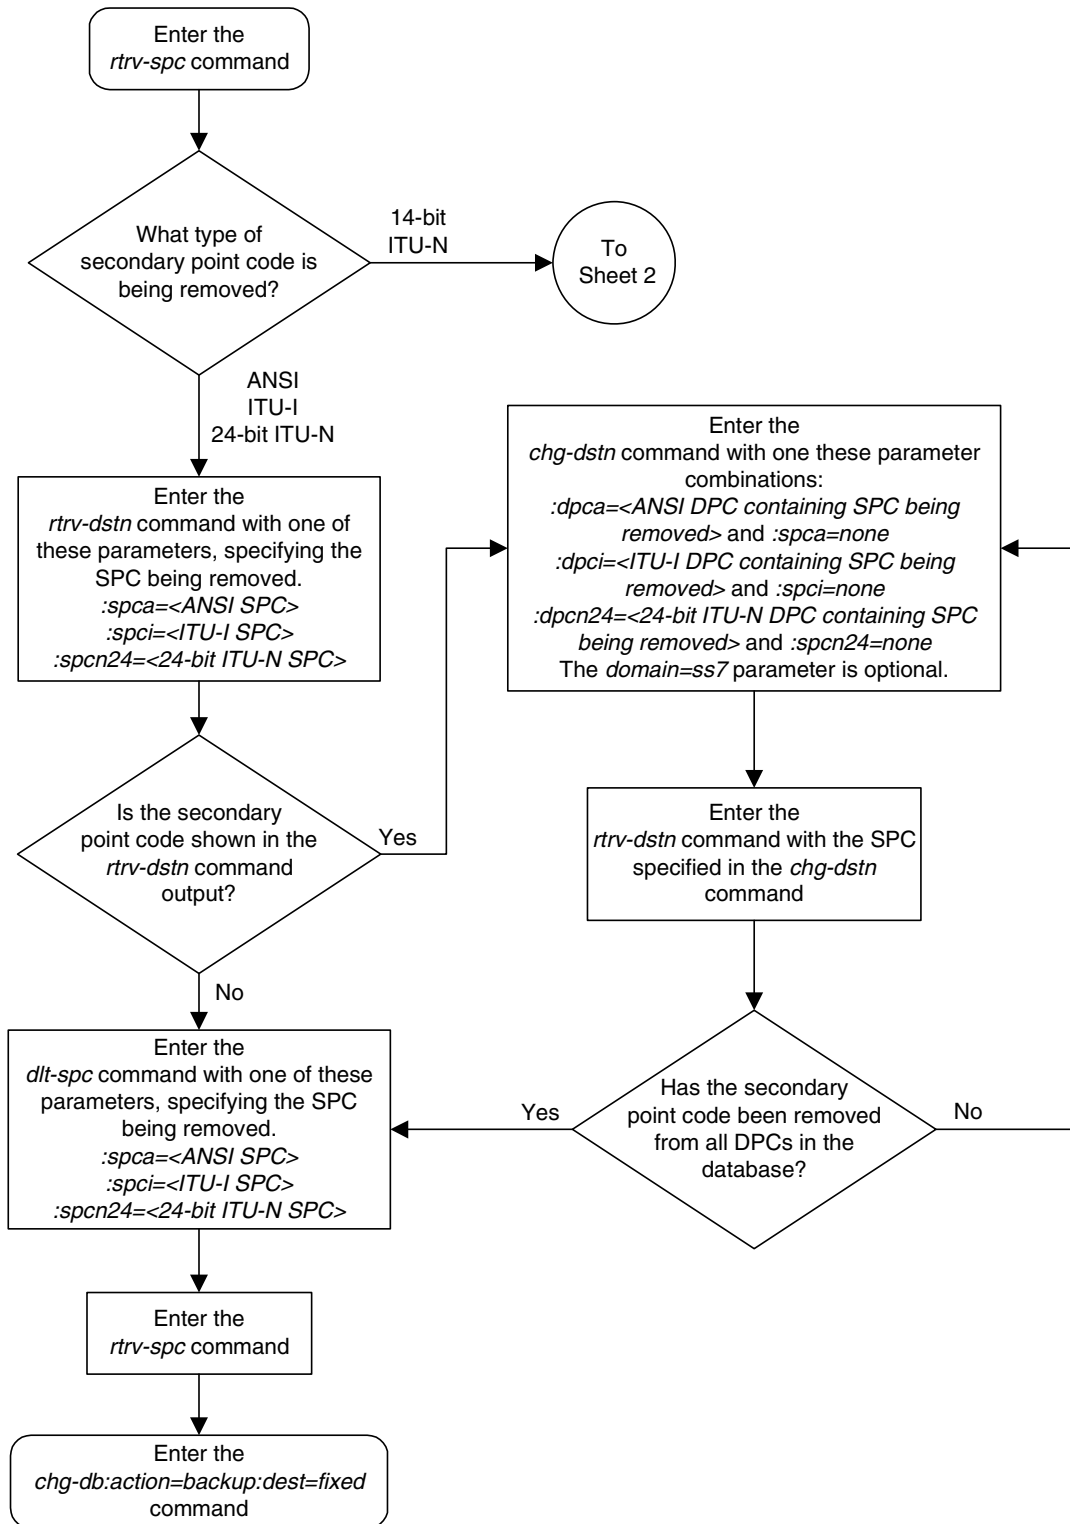 Enter the
rtrv-spc command
What type of
secondary point code is
being removed?
14-bit
ITU-N
To
Sheet 2
ANSI
ITU-I
24-bit ITU-N
Enter the
rtrv-dstn command with one of
these parameters, specifying the
SPC being removed.
:spca=<ANSI SPC>
:spci=<ITU-I SPC>
:spcn24=<24-bit ITU-N SPC>
Is the secondary
point code shown in the
rtrv-dstn command
output?
Yes
No
Enter the
chg-dstn command with one these parameter
combinations:
:dpca=<ANSI DPC containing SPC being
removed> and :spca=none
:dpci=<ITU-I DPC containing SPC being
removed> and :spci=none
:dpcn24=<24-bit ITU-N DPC containing SPC
being removed> and :spcn24=none
The domain=ss7 parameter is optional.
Enter the
rtrv-dstn command with the SPC
specified in the chg-dstn
command
Has the secondary
point code been removed
from all DPCs in the
database?
Yes
No
Enter the
dlt-spc command with one of these
parameters, specifying the SPC
being removed.
:spca=<ANSI SPC>
:spci=<ITU-I SPC>
:spcn24=<24-bit ITU-N SPC>
Enter the
rtrv-spc command
Enter the
chg-db:action=backup:dest=fixed
command